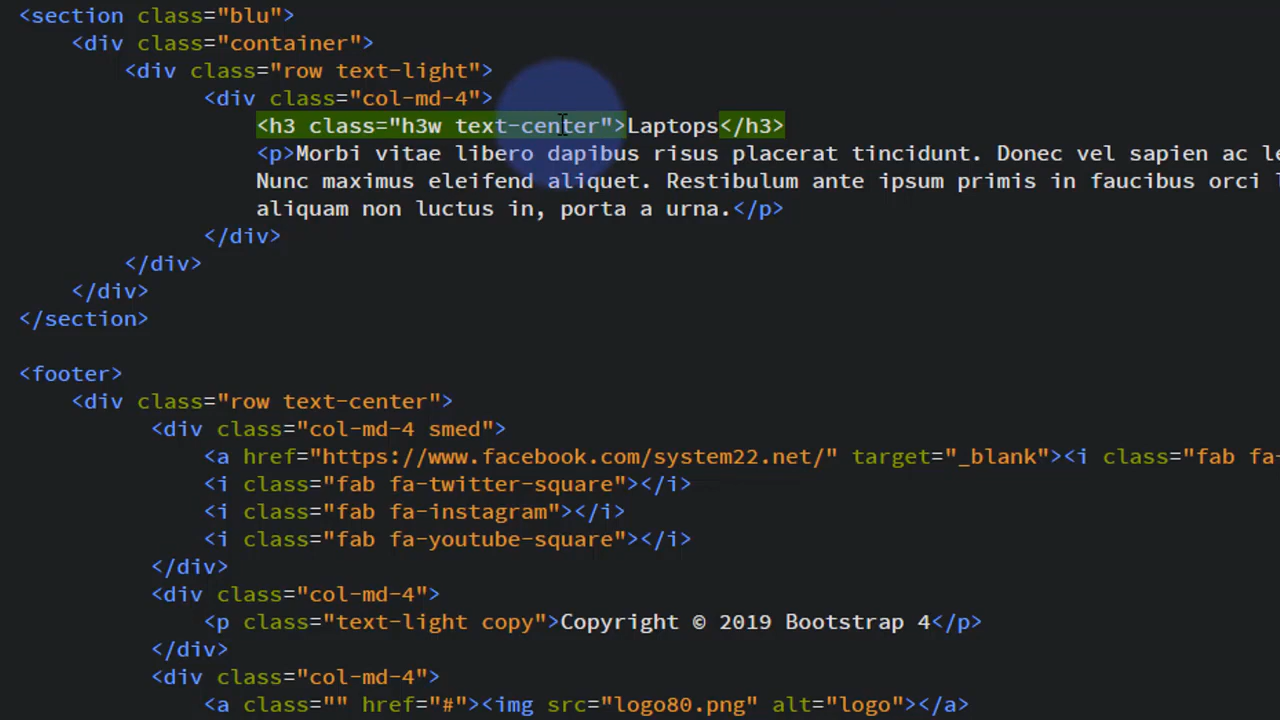 <section class="blu">
<div class="container">
<div class="row text-light">
<div class="col-md-4">
<h3 class="h3w text-center">Laptops</h3>
<p>Morbi vitae libero dapibus risus placerat tincidunt. Donec vel sapien ac
Nunc maximus eleifend aliquet. Restibulum ante ipsum primis in faucibus orci
aliquam non luctus in, porta a urna.</p>
</div>
</div>
</div>
</section>
<footer>
<div class="row text-center">
<div class="col-md-4 smed">
<a href="https://www.facebook.com/system22.net/" target="_blank"><i class="fab fa-
<i class="fab fa-twitter-square"></i>
<i class="fab fa-instagram"></i>
<i class="fab fa-youtube-square"></i>
</div>
<div class="col-md-4">
<p class="text-light copy">Copyright © 2019 Bootstrap 4</p>
</div>
<div class="col-md-4">
<a class="" href="#"><img src="logo80.png" alt="logo"></a>